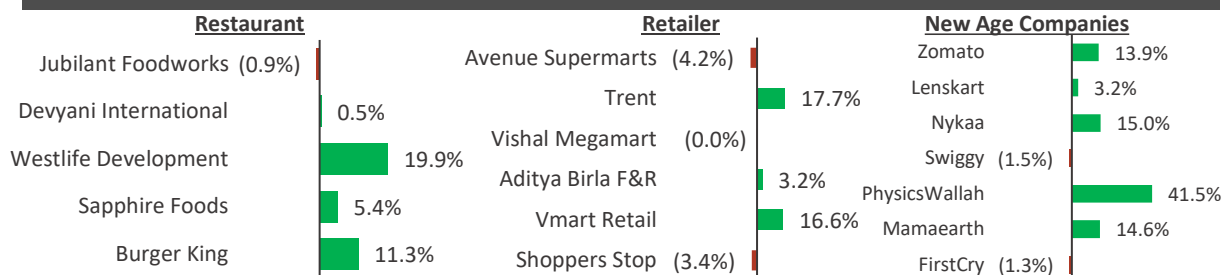 Restaurant
Jubilant Foodworks (0.9%)
Devyani International 0.5%
Westlife Development 19.9%
Sapphire Foods 5.4%
Burger King 11.3%
Retailer
Avenue Supermarts (4.2%)
Trent 17.7%
Vishal Megamart (0.0%)
Aditya Birla F&R 3.2%
Vmart Retail 16.6%
Shoppers Stop (3.4%)
New Age Companies
Zomato 13.9%
Lenskart 3.2%
Nykaa 15.0%
Swiggy (1.5%)
PhysicsWallah 41.5%
Mamaearth 14.6%
FirstCry (1.3%)